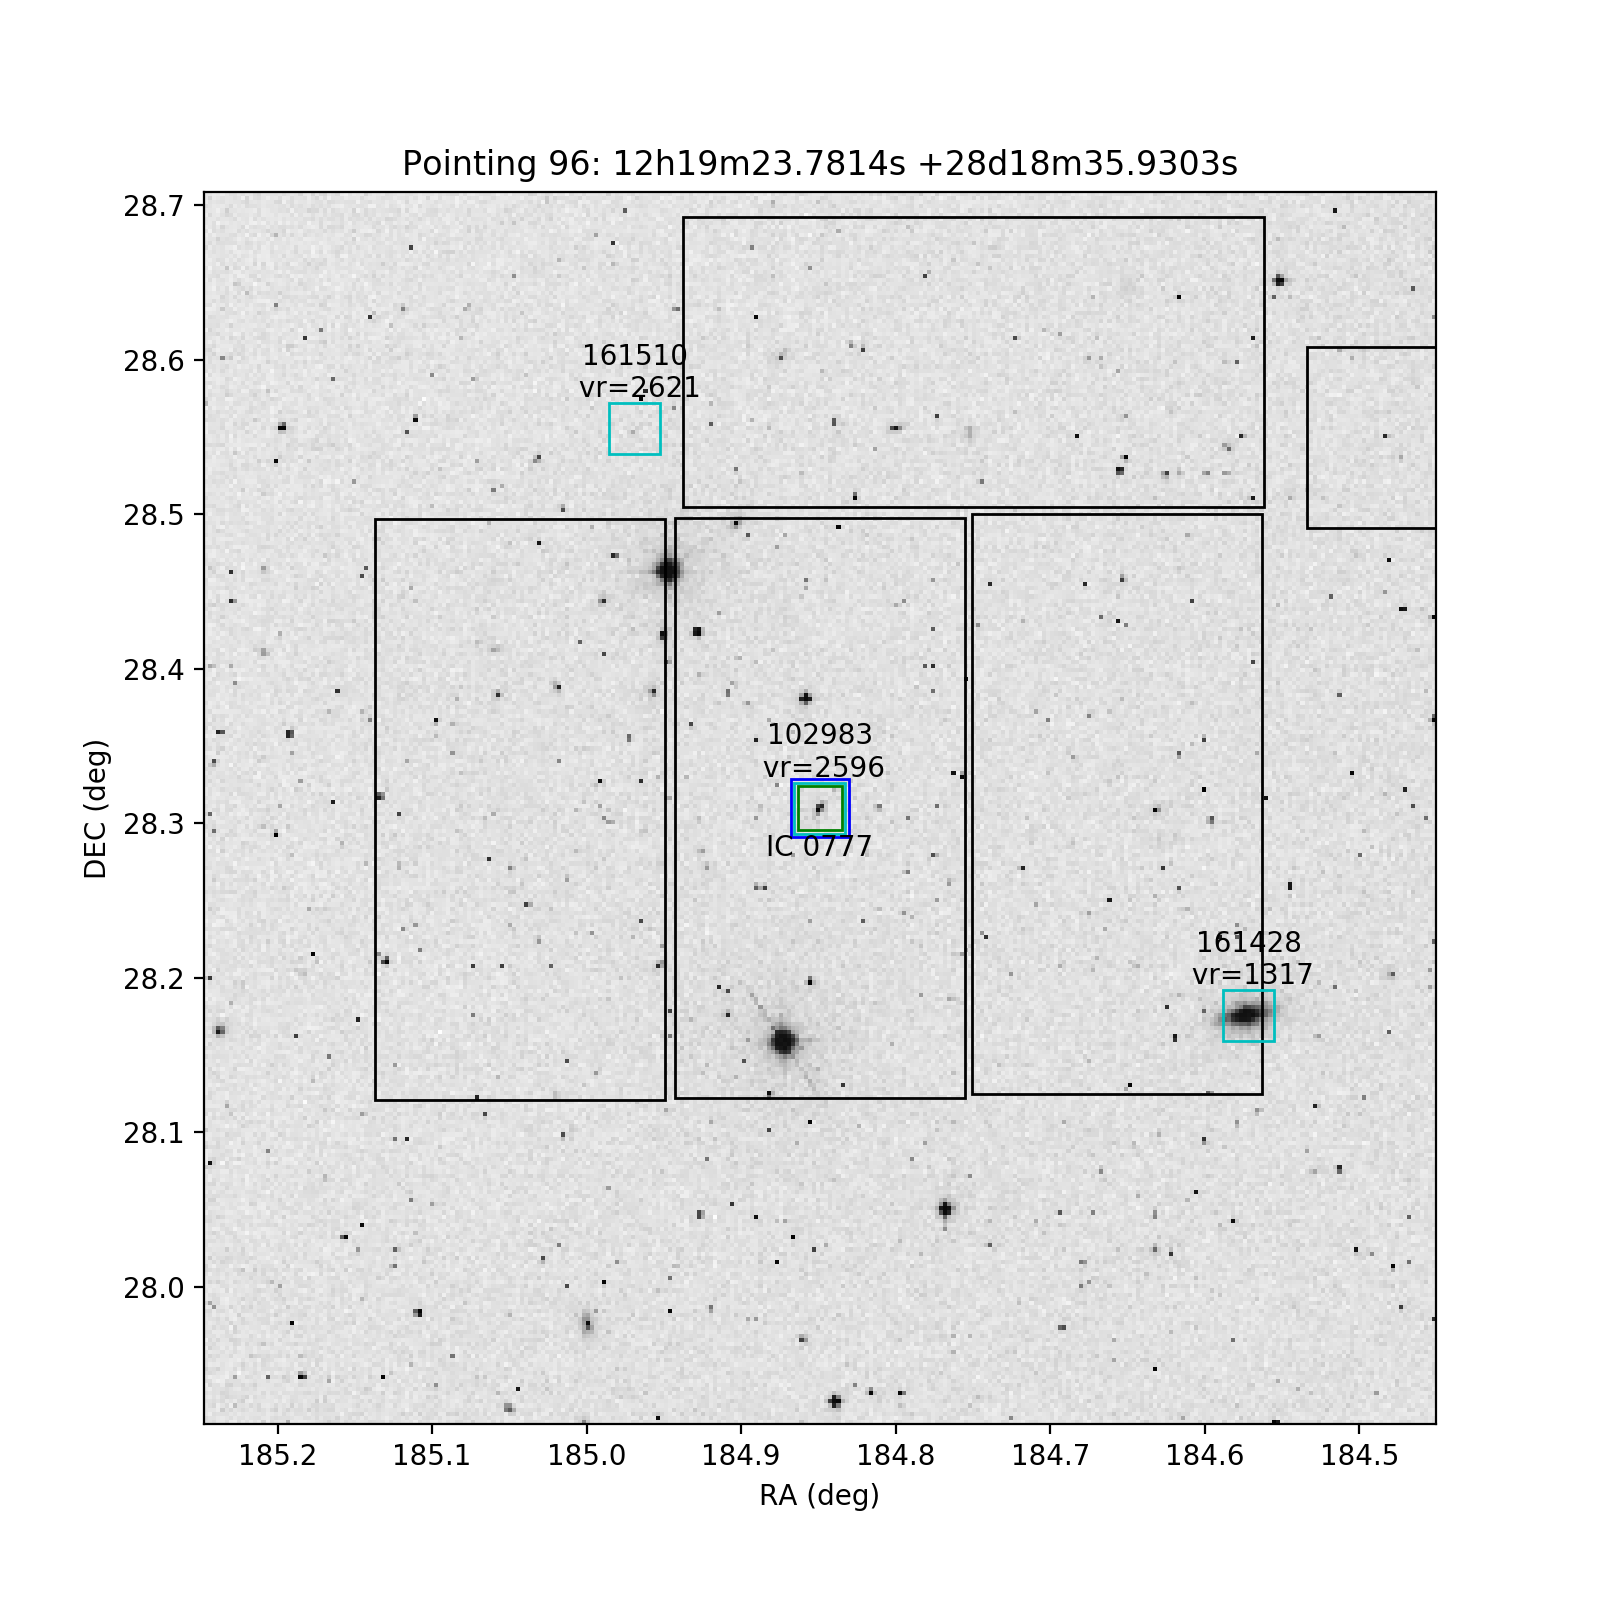 Pointing 96: 12h19m23.7814s +28d18m35.9303s
28.7
28.6
28.5
28.4
28.3
28.2
28.1
28.0
DEC (deg)
161510
vr=2621
102983
vr=2596
IC 0777
161428
vr=1317
185.2 185.1 185.0 184.9 184.8 184.7 184.6 184.5
RA (deg)